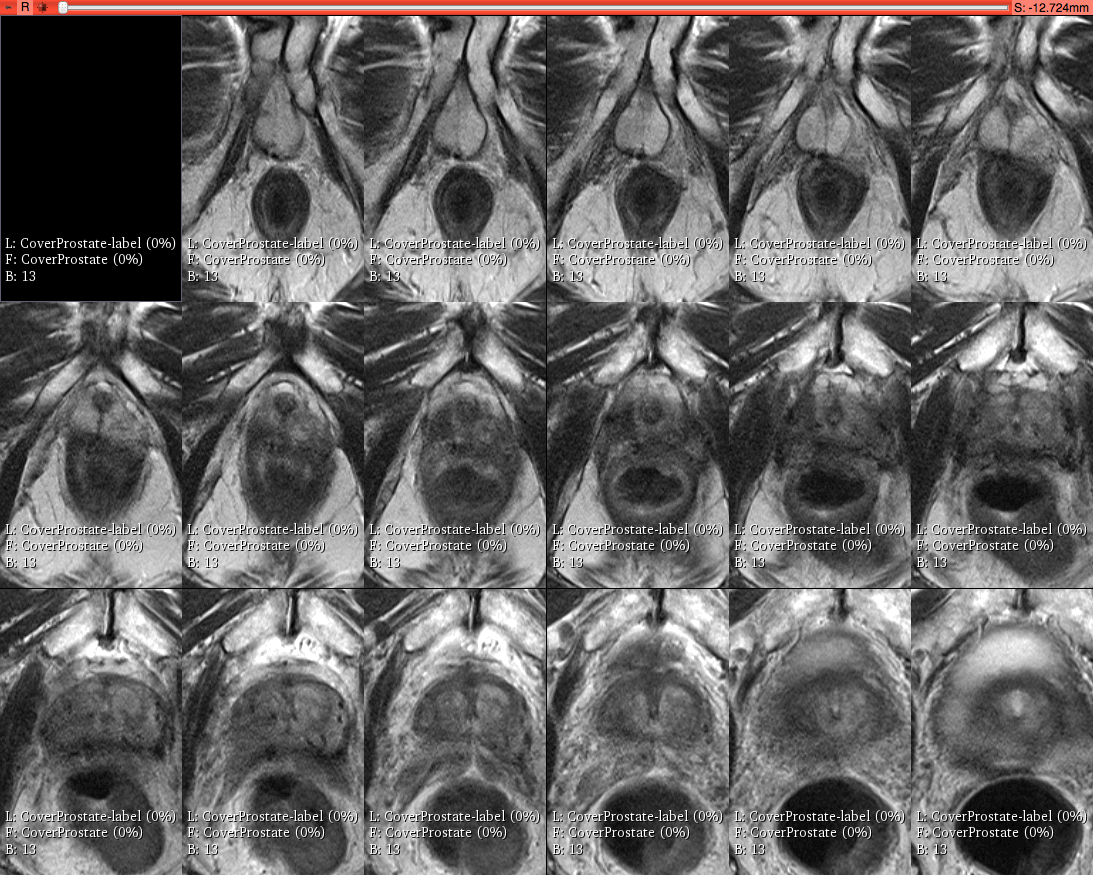 R S: -12.724mm
L: CoverProstate-label (0%)
F: CoverProstate (0%)
B: 13
L: CoverProstate-label (0%)
F: CoverProstate (0%)
B: 13
L: CoverProstate-label (0%)
F: CoverProstate (0%)
B: 13
L: CoverProstate-label (0%)
F: CoverProstate (0%)
B: 13
L: CoverProstate-label (0%)
F: CoverProstate (0%)
B: 13
L: CoverProstate-label (0%)
F: CoverProstate (0%)
B: 13
L: CoverProstate-label (0%)
F: CoverProstate (0%)
B: 13
L: CoverProstate-label (0%)
F: CoverProstate (0%)
B: 13
L: CoverProstate-label (0%)
F: CoverProstate (0%)
B: 13
L: CoverProstate-label (0%)
F: CoverProstate (0%)
B: 13
L: CoverProstate-label (0%)
F: CoverProstate (0%)
B: 13
L: CoverProstate-label (0%)
F: CoverProstate (0%)
B: 13
L: CoverProstate-label (0%)
F: CoverProstate (0%)
B: 13
L: CoverProstate-label (0%)
F: CoverProstate (0%)
B: 13
L: CoverProstate-label (0%)
F: CoverProstate (0%)
B: 13
L: CoverProstate-label (0%)
F: CoverProstate (0%)
B: 13
L: CoverProstate-label (0%)
F: CoverProstate (0%)
B: 13
L: CoverProstate-label (0%)
F: CoverProstate (0%)
B: 13